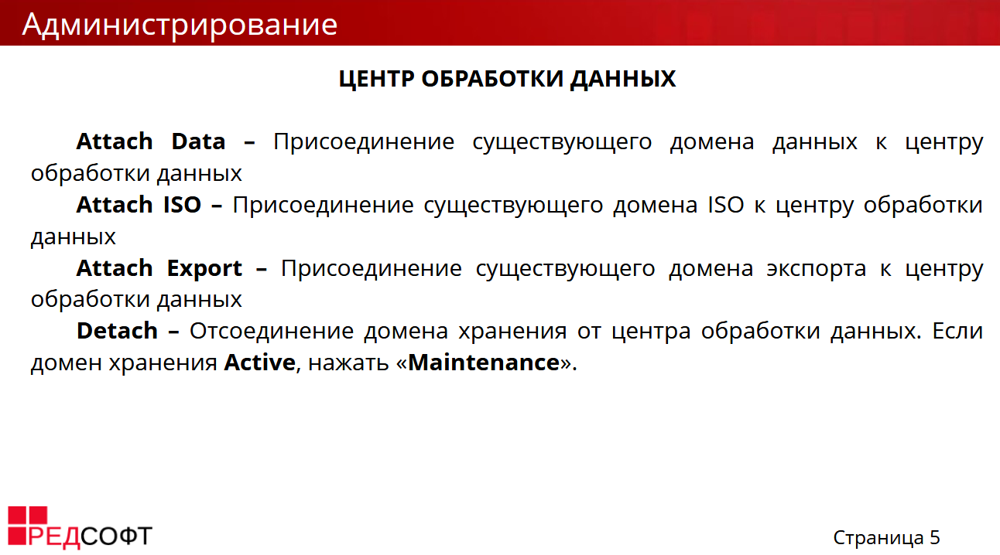 Администрирование
ЦЕНТР ОБРАБОТКИ ДАННЫХ
Attach Data – Присоединение существующего домена данных к центру
обработки данных
Attach ISO – Присоединение существующего домена ISO к центру обработки
данных
Attach Export – Присоединение существующего домена экспорта к центру
обработки данных
Detach – Отсоединение домена хранения от центра обработки данных. Если
домен хранения Active, нажать «Maintenance».
РЕДСОФТ
Страница 5